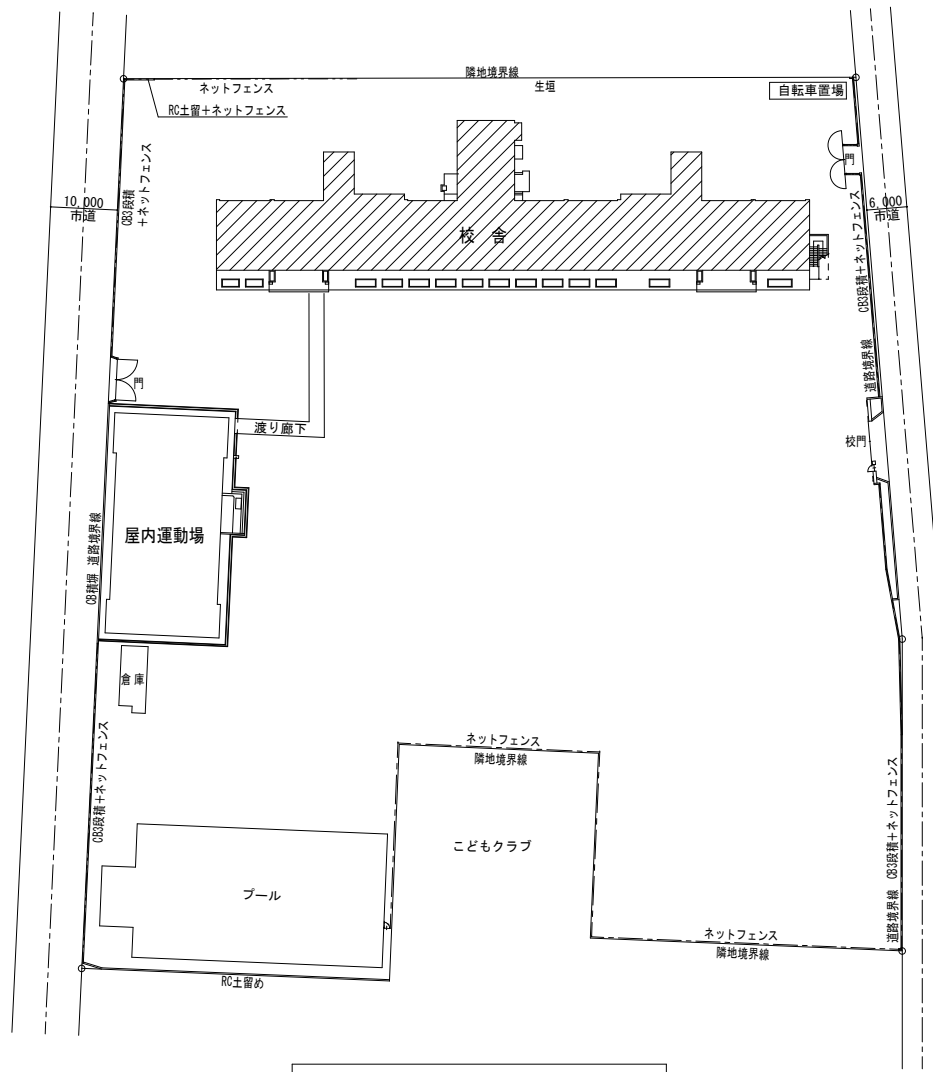 隣地境界線
ネットフェンス
生垣
自転車置場
RC土留+ネットフェンス
CB3段積
+ネットフェンス
門
10,000
市道
6,000
市道
校 舎
CB3段積+ネットフェンス
道路境界線
門
渡り廊下
校門
屋内運動場
CB積塀 道路境界線
倉庫
CB3段積+ネットフェンス
ネットフェンス
隣地境界線
こどもクラブ
プール
道路境界線 CB3段積+ネットフェンス
ネットフェンス
隣地境界線
RC土留め